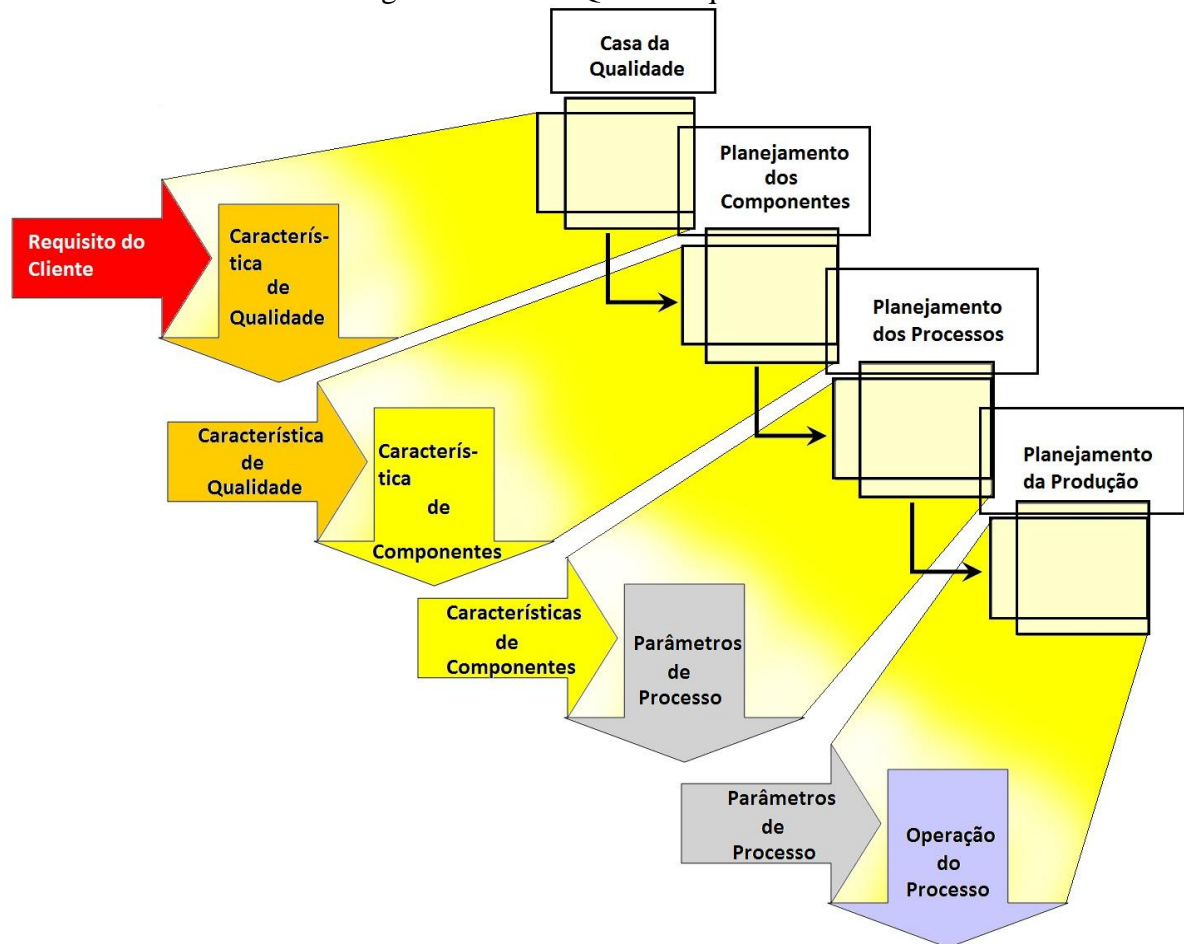 Casa da
Qualidade
Planejamento
dos
Componentes
Requisito do
Cliente
Caracterís-
tica
de
Qualidade
Planejamento
dos Processos
Característica
de
Qualidade
Caracterís-
tica
de
Componentes
Planejamento
da Produção
Características
de
Componentes
Parâmetros
de
Processo
Parâmetros
de
Processo
Operação
do
Processo